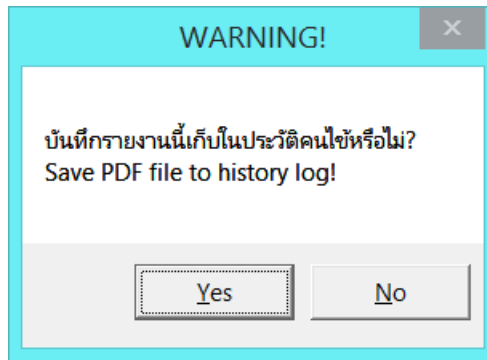 WARNING!
บันทึกรายงานนี้เก็บในประวัติคนไข้หรือไม่?
Save PDF file to history log!
Yes
No